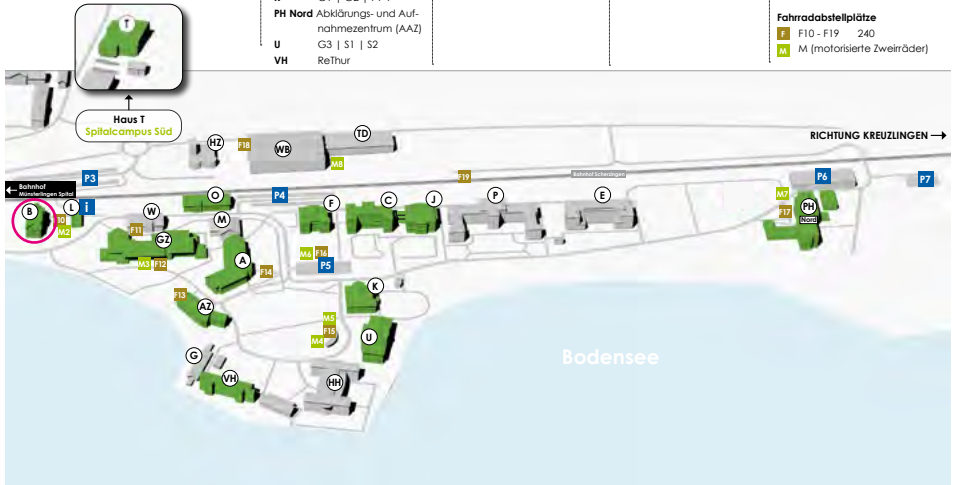 PH Nord Abklärungs- und Auf-
nahmezentrum (AAZ)
U G3 | S1 | S2
VH ReThur
Fahrradabstellplätze
F F10 - F19 240
M M (motorisierte Zweiräder)
T
Haus T
Spitalcampus Süd
RICHTUNG KREUZLINGEN
HZ
F18
WB
TD
M8
P3
F19
Bahnhof Scherzingen
P6
P7
Bahnhof
Münsterlingen Spital
B
L
i
10
M2
W
F11
GZ
M3
F12
O
M
P4
F
C
J
P
E
M7
F17
PH
Nord
A
F14
M6
F16
P5
F13
AZ
K
M5
F15
M4
U
G
VH
HH
Bodensee